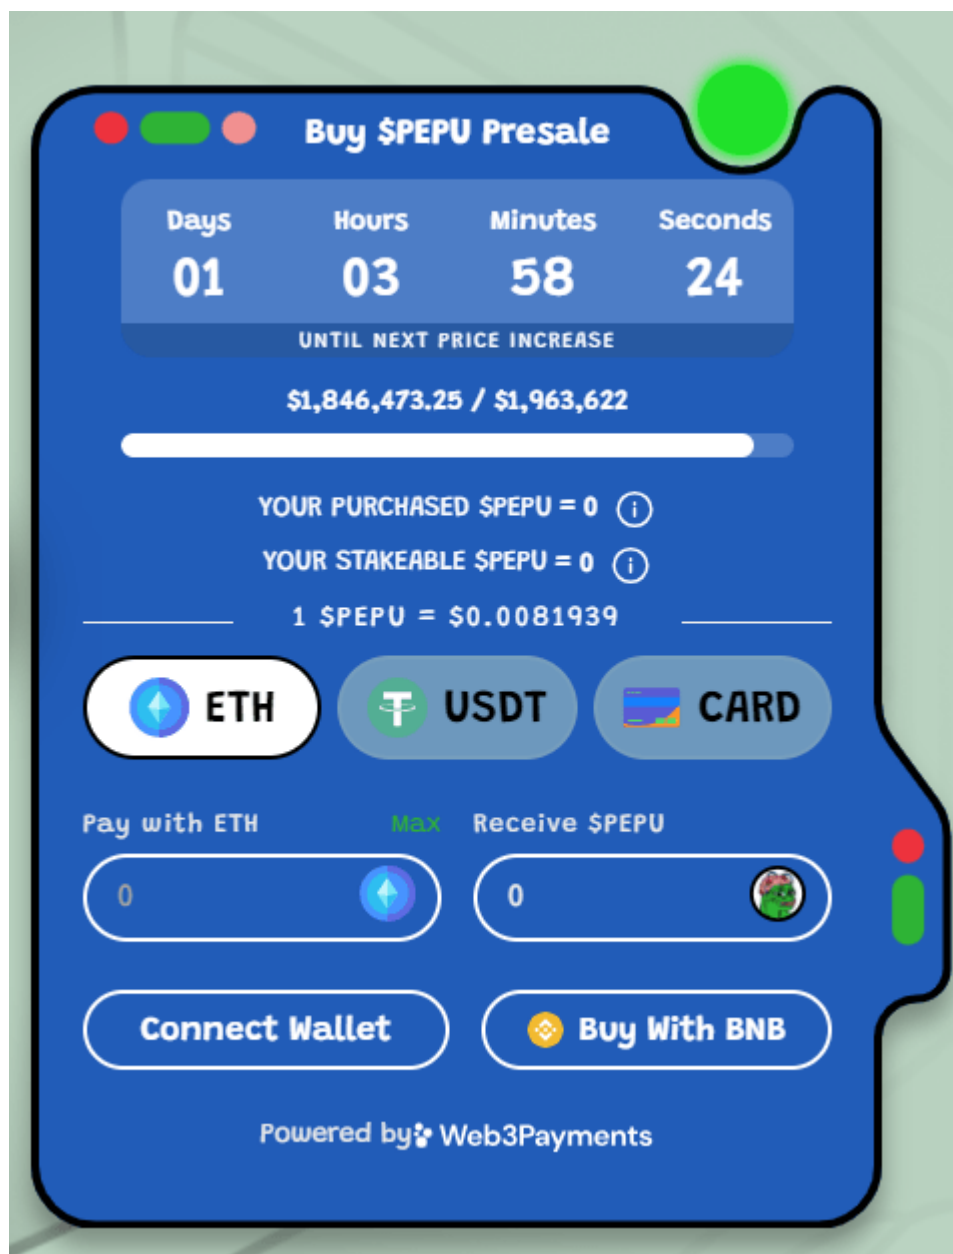 Buy $PEPU Presale
Days Hours Minutes Seconds
01 03 58 24
UNTIL NEXT PRICE INCREASE
$1,846,473.25 / $1,963,622
YOUR PURCHASED $PEPU = 0 i
YOUR STAKEABLE $PEPU = 0 i
1 $PEPU = $0.0081939
ETH USDT CARD
Pay with ETH Max Receive $PEPU
0 0
Connect Wallet Buy With BNB
Powered by Web3Payments